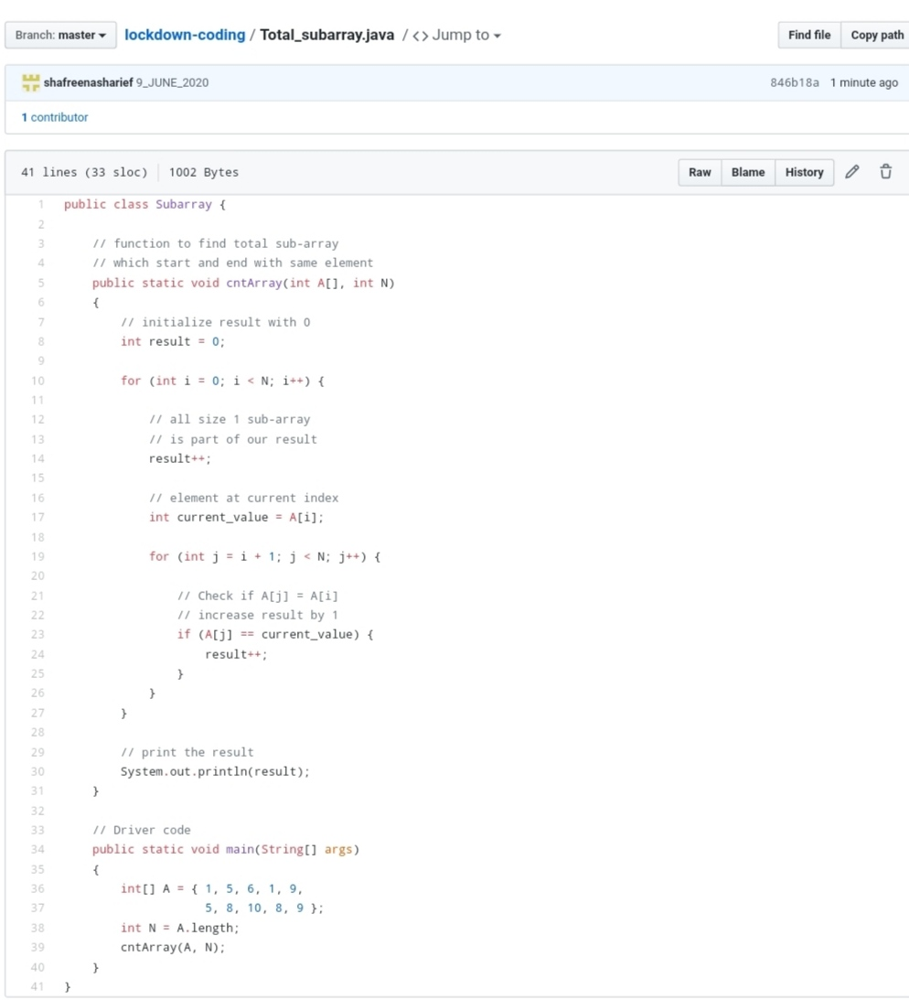 Branch: master lockdown-coding / Total_subarray.java / <> Jump to Find file Copy path
shafreenasharief 9_JUNE_2020 846b18a 1 minute ago
1 contributor
41 lines (33 sloc) 1002 Bytes Raw Blame History
1 public class Subarray {
2
3     // function to find total sub-array
4     // which start and end with same element
5     public static void cntArray(int A[], int N)
6     {
7         // initialize result with 0
8         int result = 0;
9
10         for (int i = 0; i < N; i++) {
11
12             // all size 1 sub-array
13             // is part of our result
14             result++;
15
16             // element at current index
17             int current_value = A[i];
18
19             for (int j = i + 1; j < N; j++) {
20
21                 // Check if A[j] = A[i]
22                 // increase result by 1
23                 if (A[j] == current_value) {
24                     result++;
25                 }
26             }
27         }
28
29         // print the result
30         System.out.println(result);
31     }
32
33     // Driver code
34     public static void main(String[] args)
35     {
36         int[] A = { 1, 5, 6, 1, 9,
37                     5, 8, 10, 8, 9 };
38         int N = A.length;
39         cntArray(A, N);
40     }
41 }